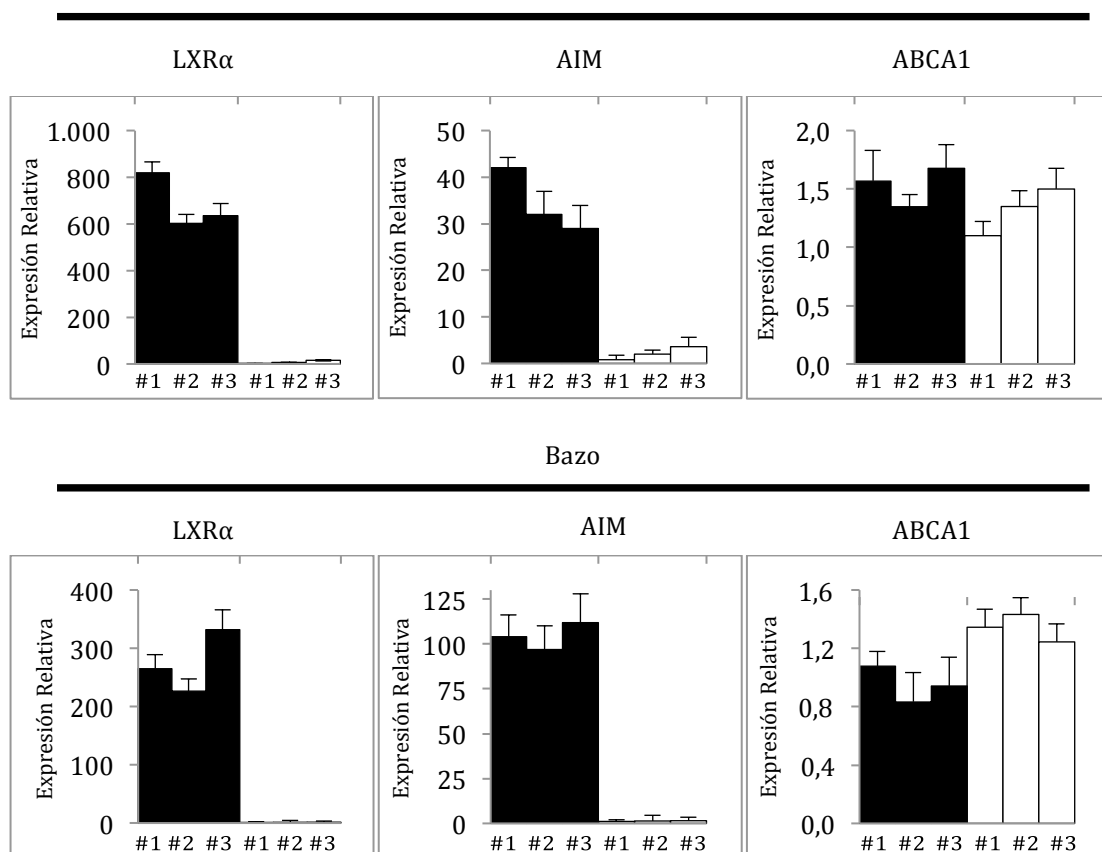 LXRα AIM ABCA1
Expresión Relativa
1.000
800
600
400
200
0
#1 #2 #3 #1 #2 #3
Expresión Relativa
50
40
30
20
10
0
#1 #2 #3 #1 #2 #3
Expresión Relativa
2,0
1,5
1,0
0,5
0,0
#1 #2 #3 #1 #2 #3
Bazo
LXRα AIM ABCA1
Expresión Relativa
400
300
200
100
0
#1 #2 #3 #1 #2 #3
Expresión Relativa
125
100
75
50
25
0
#1 #2 #3 #1 #2 #3
Expresión Relativa
1,6
1,2
0,8
0,4
0,0
#1 #2 #3 #1 #2 #3